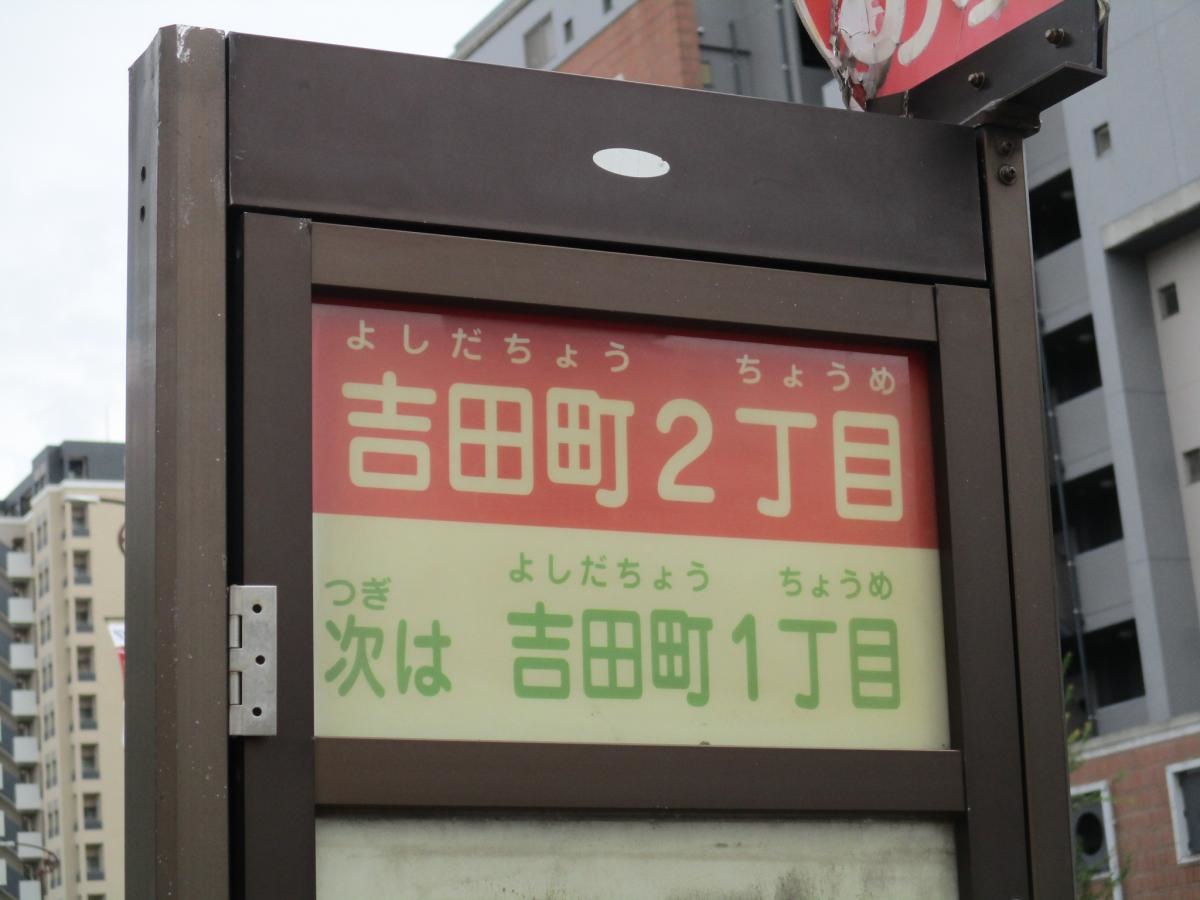 よしだちょう ちょうめ
吉田町2丁目
つぎ よしだちょう ちょうめ
次は 吉田町1丁目